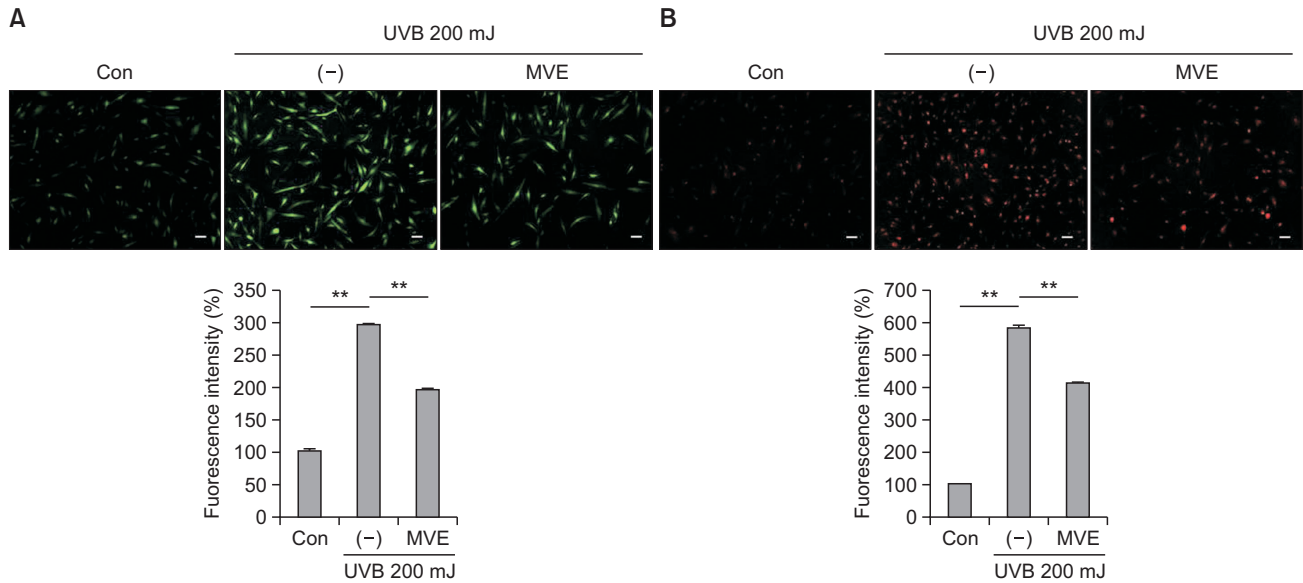 A
UVB 200 mJ
Con (−) MVE
350
300
250
200
150
100
50
0
Fuorescence intensity (%)
** **
Con (−) MVE
UVB 200 mJ
B
UVB 200 mJ
Con (−) MVE
700
600
500
400
300
200
100
0
Fuorescence intensity (%)
** **
Con (−) MVE
UVB 200 mJ